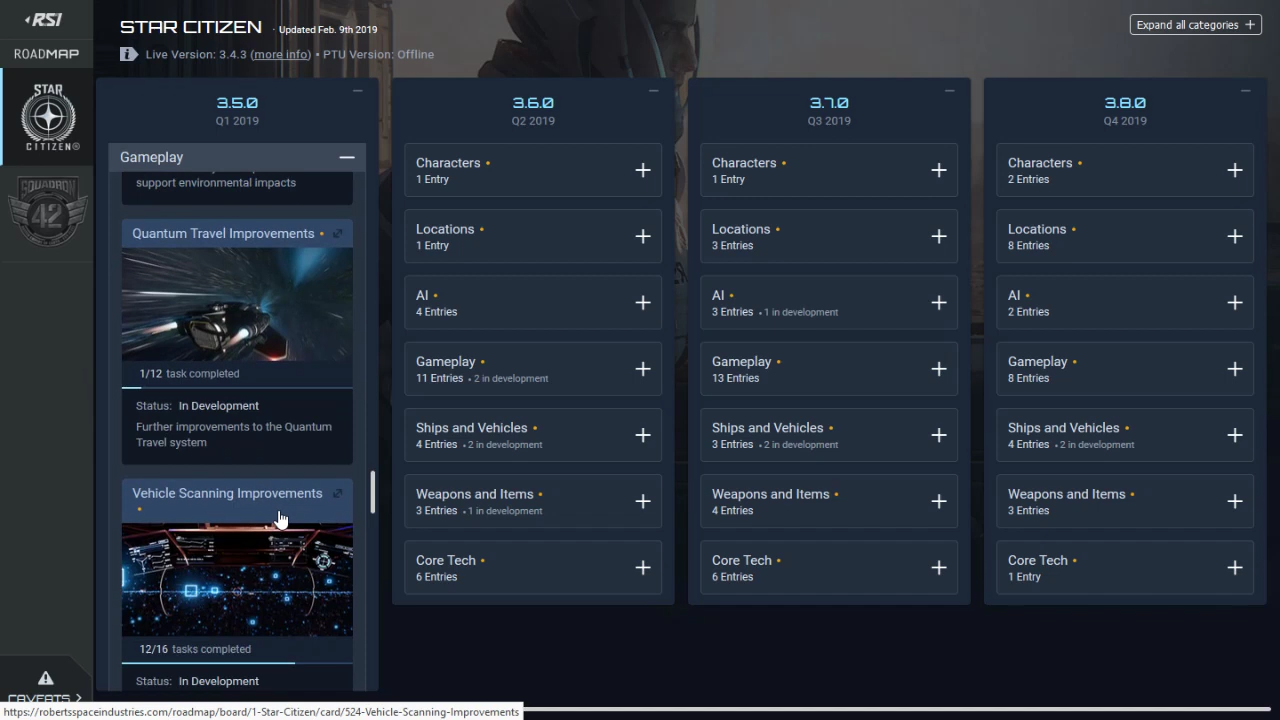 RSI
ROADMAP
STAR
CITIZEN®
SQUADRON
42
CAVEATS
STAR CITIZEN • Updated Feb. 9th 2019
Live Version: 3.4.3 (more info) • PTU Version: Offline
Expand all categories +
3.5.0
Q1 2019
Gameplay
support environmental impacts
Quantum Travel Improvements •
1/12 task completed
Status: In Development
Further improvements to the Quantum
Travel system
Vehicle Scanning Improvements
•
12/16 tasks completed
Status: In Development
3.6.0
Q2 2019
Characters •
1 Entry
Locations •
1 Entry
AI •
4 Entries
Gameplay •
11 Entries • 2 in development
Ships and Vehicles •
4 Entries • 2 in development
Weapons and Items •
3 Entries • 1 in development
Core Tech •
6 Entries
3.7.0
Q3 2019
Characters •
1 Entry
Locations •
3 Entries
AI •
3 Entries • 1 in development
Gameplay •
13 Entries
Ships and Vehicles •
3 Entries • 2 in development
Weapons and Items •
4 Entries
Core Tech •
6 Entries
3.8.0
Q4 2019
Characters •
2 Entries
Locations •
8 Entries
AI •
2 Entries
Gameplay •
8 Entries
Ships and Vehicles •
4 Entries • 2 in development
Weapons and Items •
3 Entries
Core Tech •
1 Entry
https://robertsspaceindustries.com/roadmap/board/1-Star-Citizen/card/524-Vehicle-Scanning-Improvements